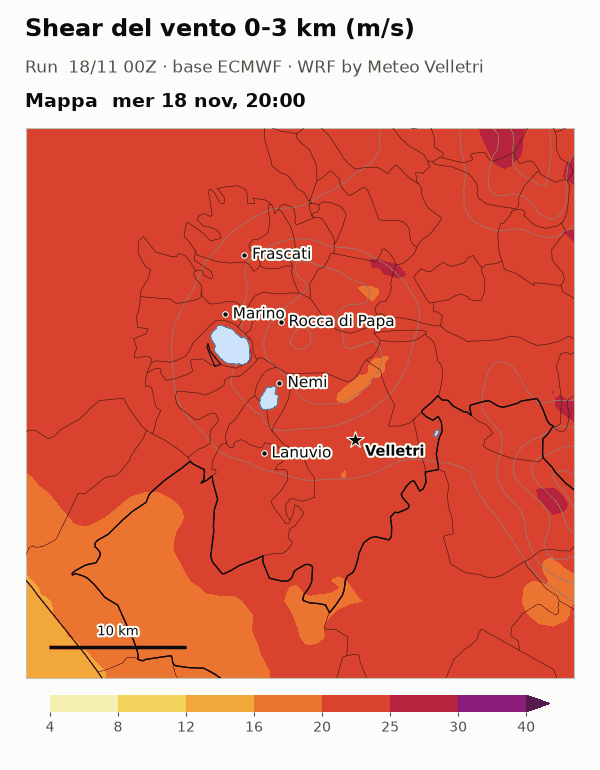 Shear del vento 0-3 km (m/s)
Run  18/11 00Z · base ECMWF · WRF by Meteo Velletri
Mappa  mer 18 nov, 20:00
Frascati
Marino
Rocca di Papa
Nemi
Velletri
Lanuvio
10 km
4 8 12 16 20 25 30 40